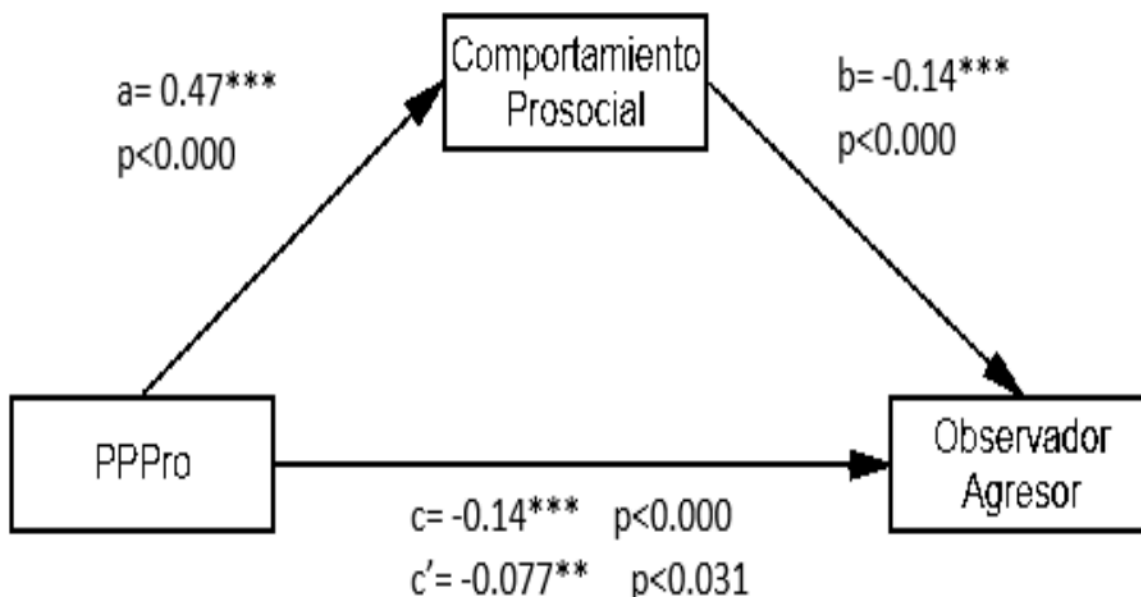 Comportamiento
Prosocial
a= 0.47***
p<0.000
b= -0.14***
p<0.000
PPPro
Observador
Agresor
c= -0.14*** p<0.000
c’= -0.077** p<0.031